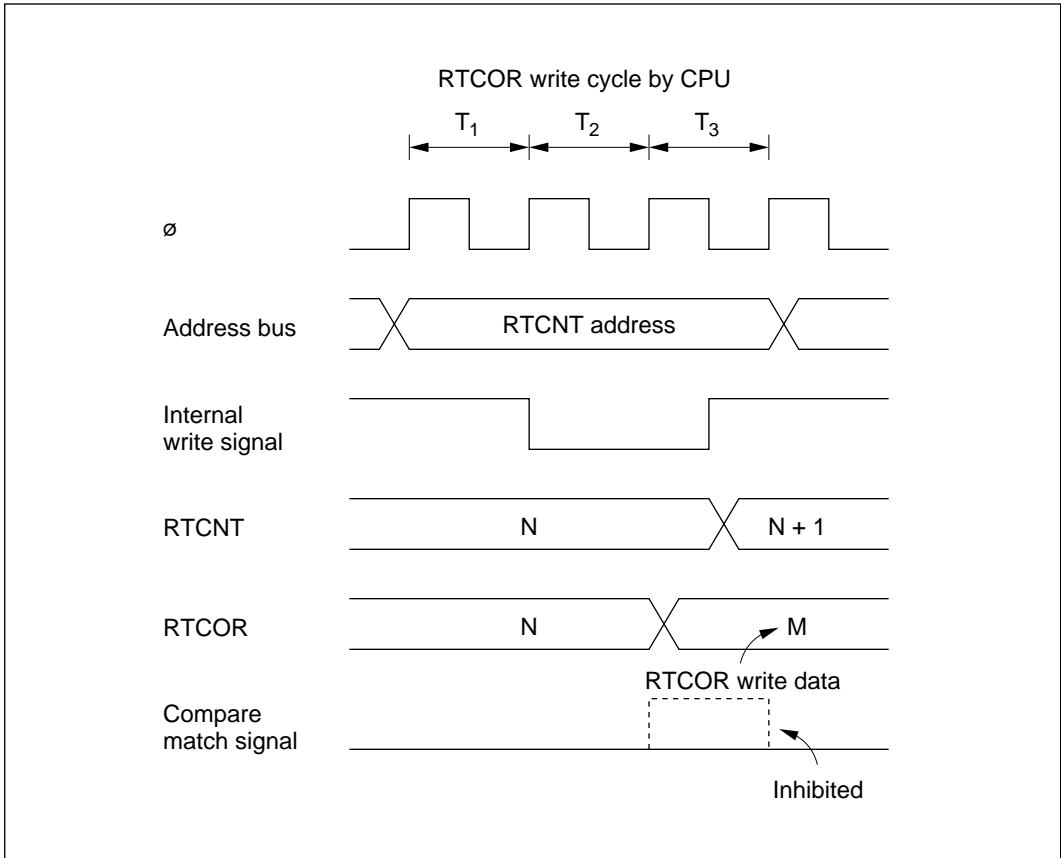 RTCOR write cycle by CPU
T1 T2 T3
ø
Address bus RTCNT address
Internal
write signal
RTCNT N N + 1
RTCOR N M
RTCOR write data
Compare
match signal
Inhibited